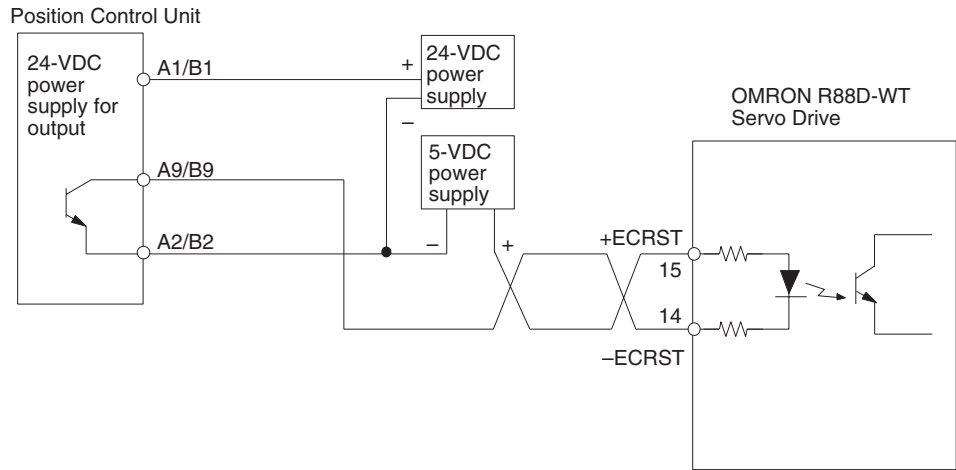 Position Control Unit
24-VDC
power
supply for
output
A1/B1
A9/B9
A2/B2
+
–
24-VDC
power
supply
5-VDC
power
supply
–
+
OMRON R88D-WT
Servo Drive
+ECRST
15
14
–ECRST